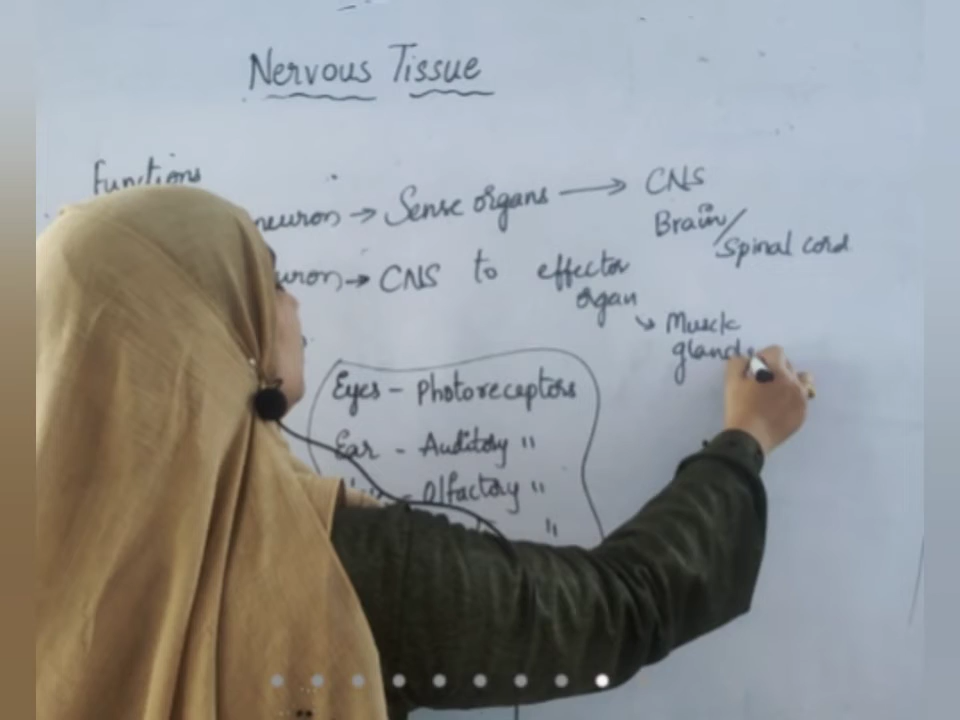 Nervous Tissue
Functions
neuron → Sense organs → CNS
Brain/
Spinal cord
uron → CNS to effector
organ
↘ Muscle
gland
Eyes - Photoreceptors
Ear - Auditory "
- Olfactory "
"